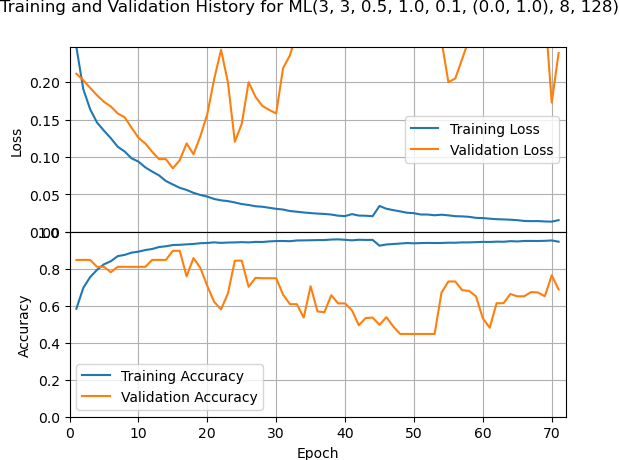 Training and Validation History for ML(3, 3, 0.5, 1.0, 0.1, (0.0, 1.0), 8, 128)
0.20
0.15
0.10
0.05
0.00
Loss
Training Loss
Validation Loss
1.0
0.8
0.6
0.4
0.2
0.0
Accuracy
Training Accuracy
Validation Accuracy
0 10 20 30 40 50 60 70
Epoch